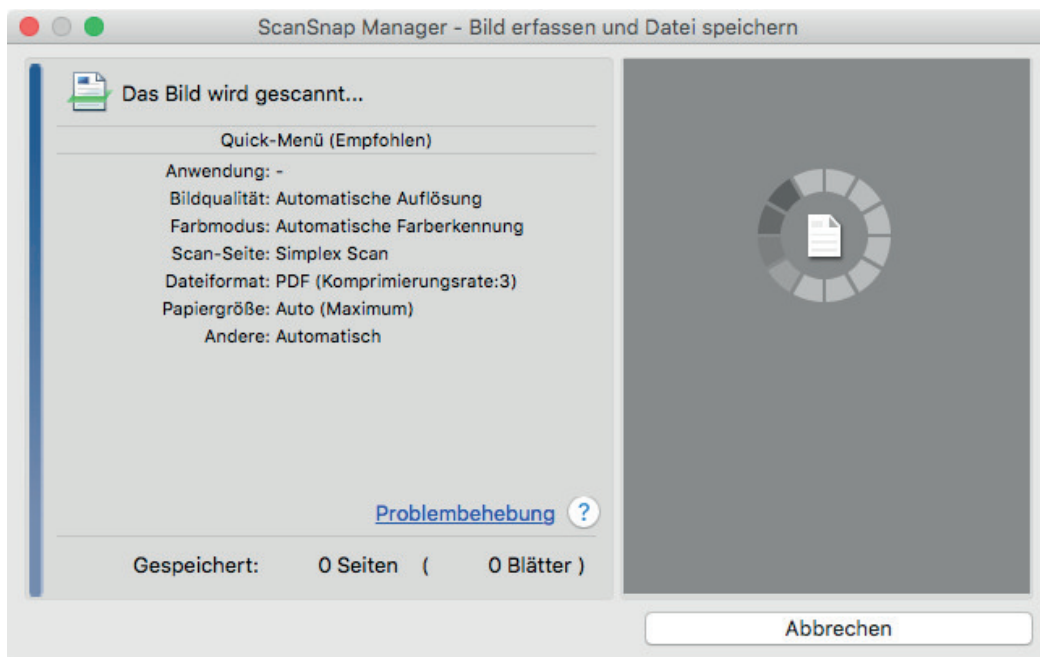 ScanSnap Manager - Bild erfassen und Datei speichern
Das Bild wird gescannt...
Quick-Menü (Empfohlen)
Anwendung: -
Bildqualität: Automatische Auflösung
Farbmodus: Automatische Farberkennung
Scan-Seite: Simplex Scan
Dateiformat: PDF (Komprimierungsrate:3)
Papiergröße: Auto (Maximum)
Andere: Automatisch
Problembehebung ?
Gespeichert: 0 Seiten ( 0 Blätter )
Abbrechen